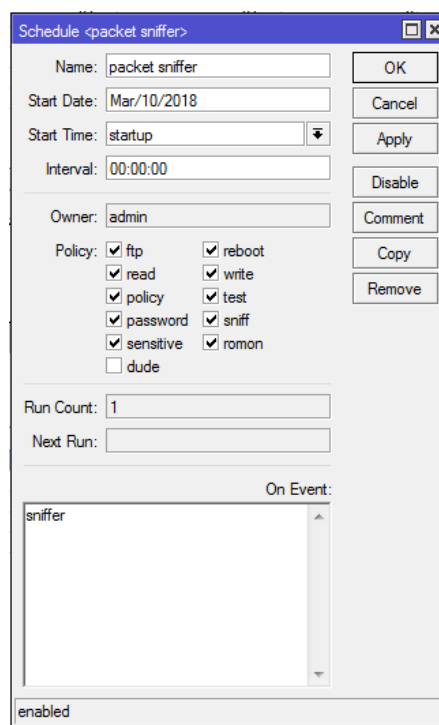 Schedule <packet sniffer>
Name: packet sniffer
OK
Start Date: Mar/10/2018
Cancel
Start Time: startup
Apply
Interval: 00:00:00
Disable
Owner: admin
Comment
Policy: ftp reboot
Copy
read write
policy test
Remove
password sniff
sensitive romon
dude
Run Count: 1
Next Run:
On Event:
sniffer
enabled